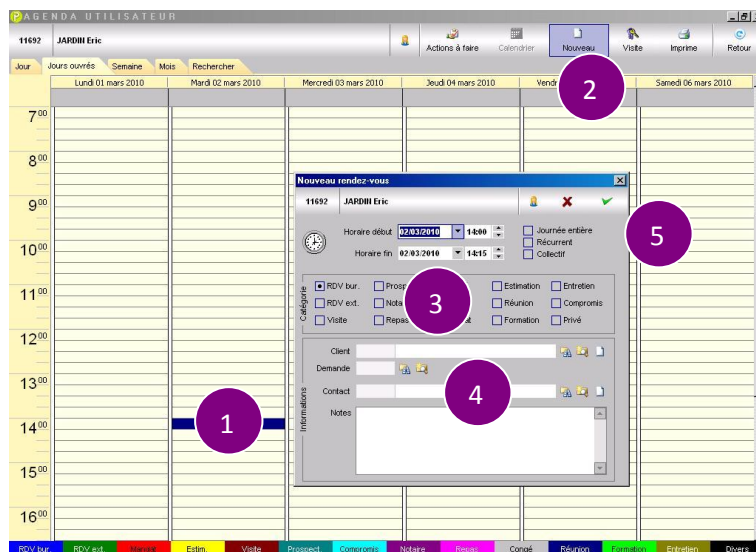 PAGENDA UTILISATEUR
11692 JARDIN Eric Actions à faire Calendrier Nouveau Visite Imprime Retour
Jour Jours ouvrés Semaine Mois Rechercher
Lundi 01 mars 2010 Mardi 02 mars 2010 Mercredi 03 mars 2010 Jeudi 04 mars 2010 Samedi 06 mars 2010
2
7 00
8 00
9 00
10 00
11 00
12 00
13 00
14 00
15 00
16 00
1
Nouveau rendez-vous
11692 JARDIN Eric
5
Horaire début 02/03/2010 14:00
Horaire fin 02/03/2010 14:15
Journée entière
Récurrent
Collectif
Catégorie
RDV bur. Estimation Entretien
RDV ext. Réunion Compromis
Visite Repas Formation Privé
3
Informations
Client
Demande
Contact
Notes
4
RDV bur. RDV ext. Mandat Estim. Visite Prospect. Compromis Notaire Repas Congé Réunion Formation Entretien Divers